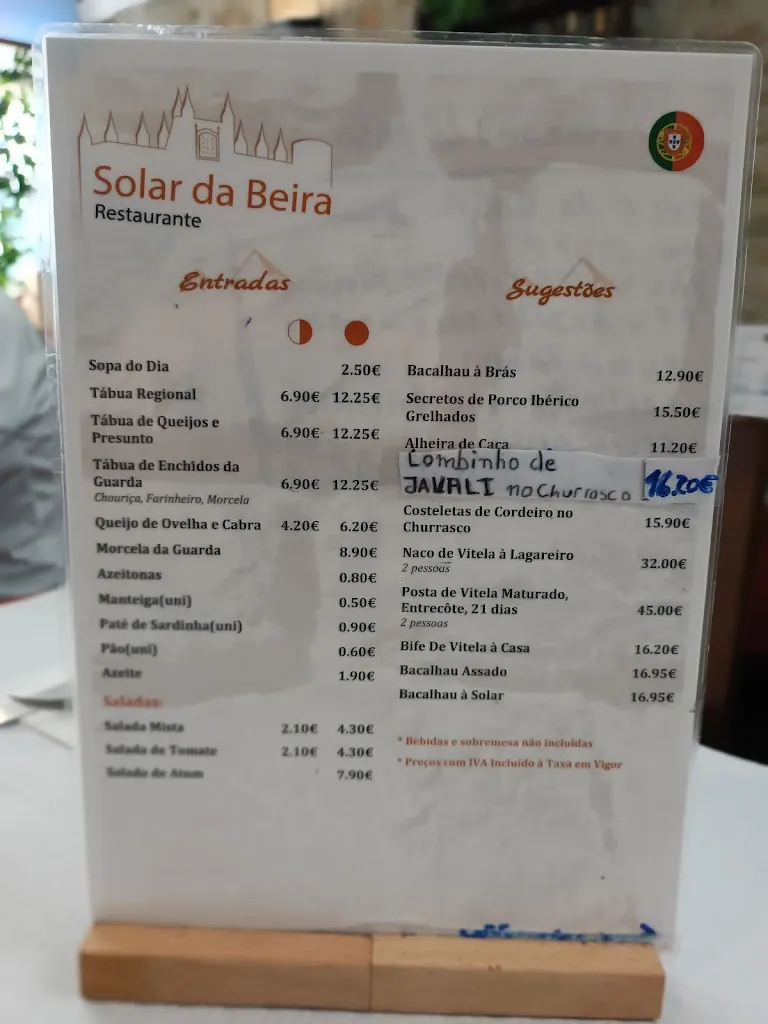 Solar da Beira
Restaurante
Entradas
Sopa do Dia 2.50€
Tábua Regional 6.90€ 12.25€
Tábua de Queijos e
Presunto 6.90€ 12.25€
Tábua de Enchidos da
Guarda 6.90€ 12.25€
Chouriça, Farinheiro, Morcela
Queijo de Ovelha e Cabra 4.20€ 6.20€
Morcela da Guarda 8.90€
Azeitonas 0.80€
Manteiga(uni) 0.50€
Paté de Sardinha(uni) 0.90€
Pão(uni) 0.60€
Azeite 1.90€
Saladas:
Salada Mista 2.10€ 4.30€
Salada de Tomate 2.10€ 4.30€
Salada de Atum 7.90€
Sugestões
Bacalhau à Brás 12.90€
Secretos de Porco Ibérico
Grelhados 15.50€
Alheira de Caça 11.20€
Lombinho de
JAVALI no Churrasco 16.20€
Costeletas de Cordeiro no
Churrasco 15.90€
Naco de Vitela à Lagareiro 32.00€
2 pessoas
Posta de Vitela Maturado,
Entrecôte, 21 dias 45.00€
2 pessoas
Bife De Vitela à Casa 16.20€
Bacalhau Assado 16.95€
Bacalhau à Solar 16.95€
* Bebidas e sobremesa não incluídas
* Preços com IVA Incluído à Taxa em Vigor